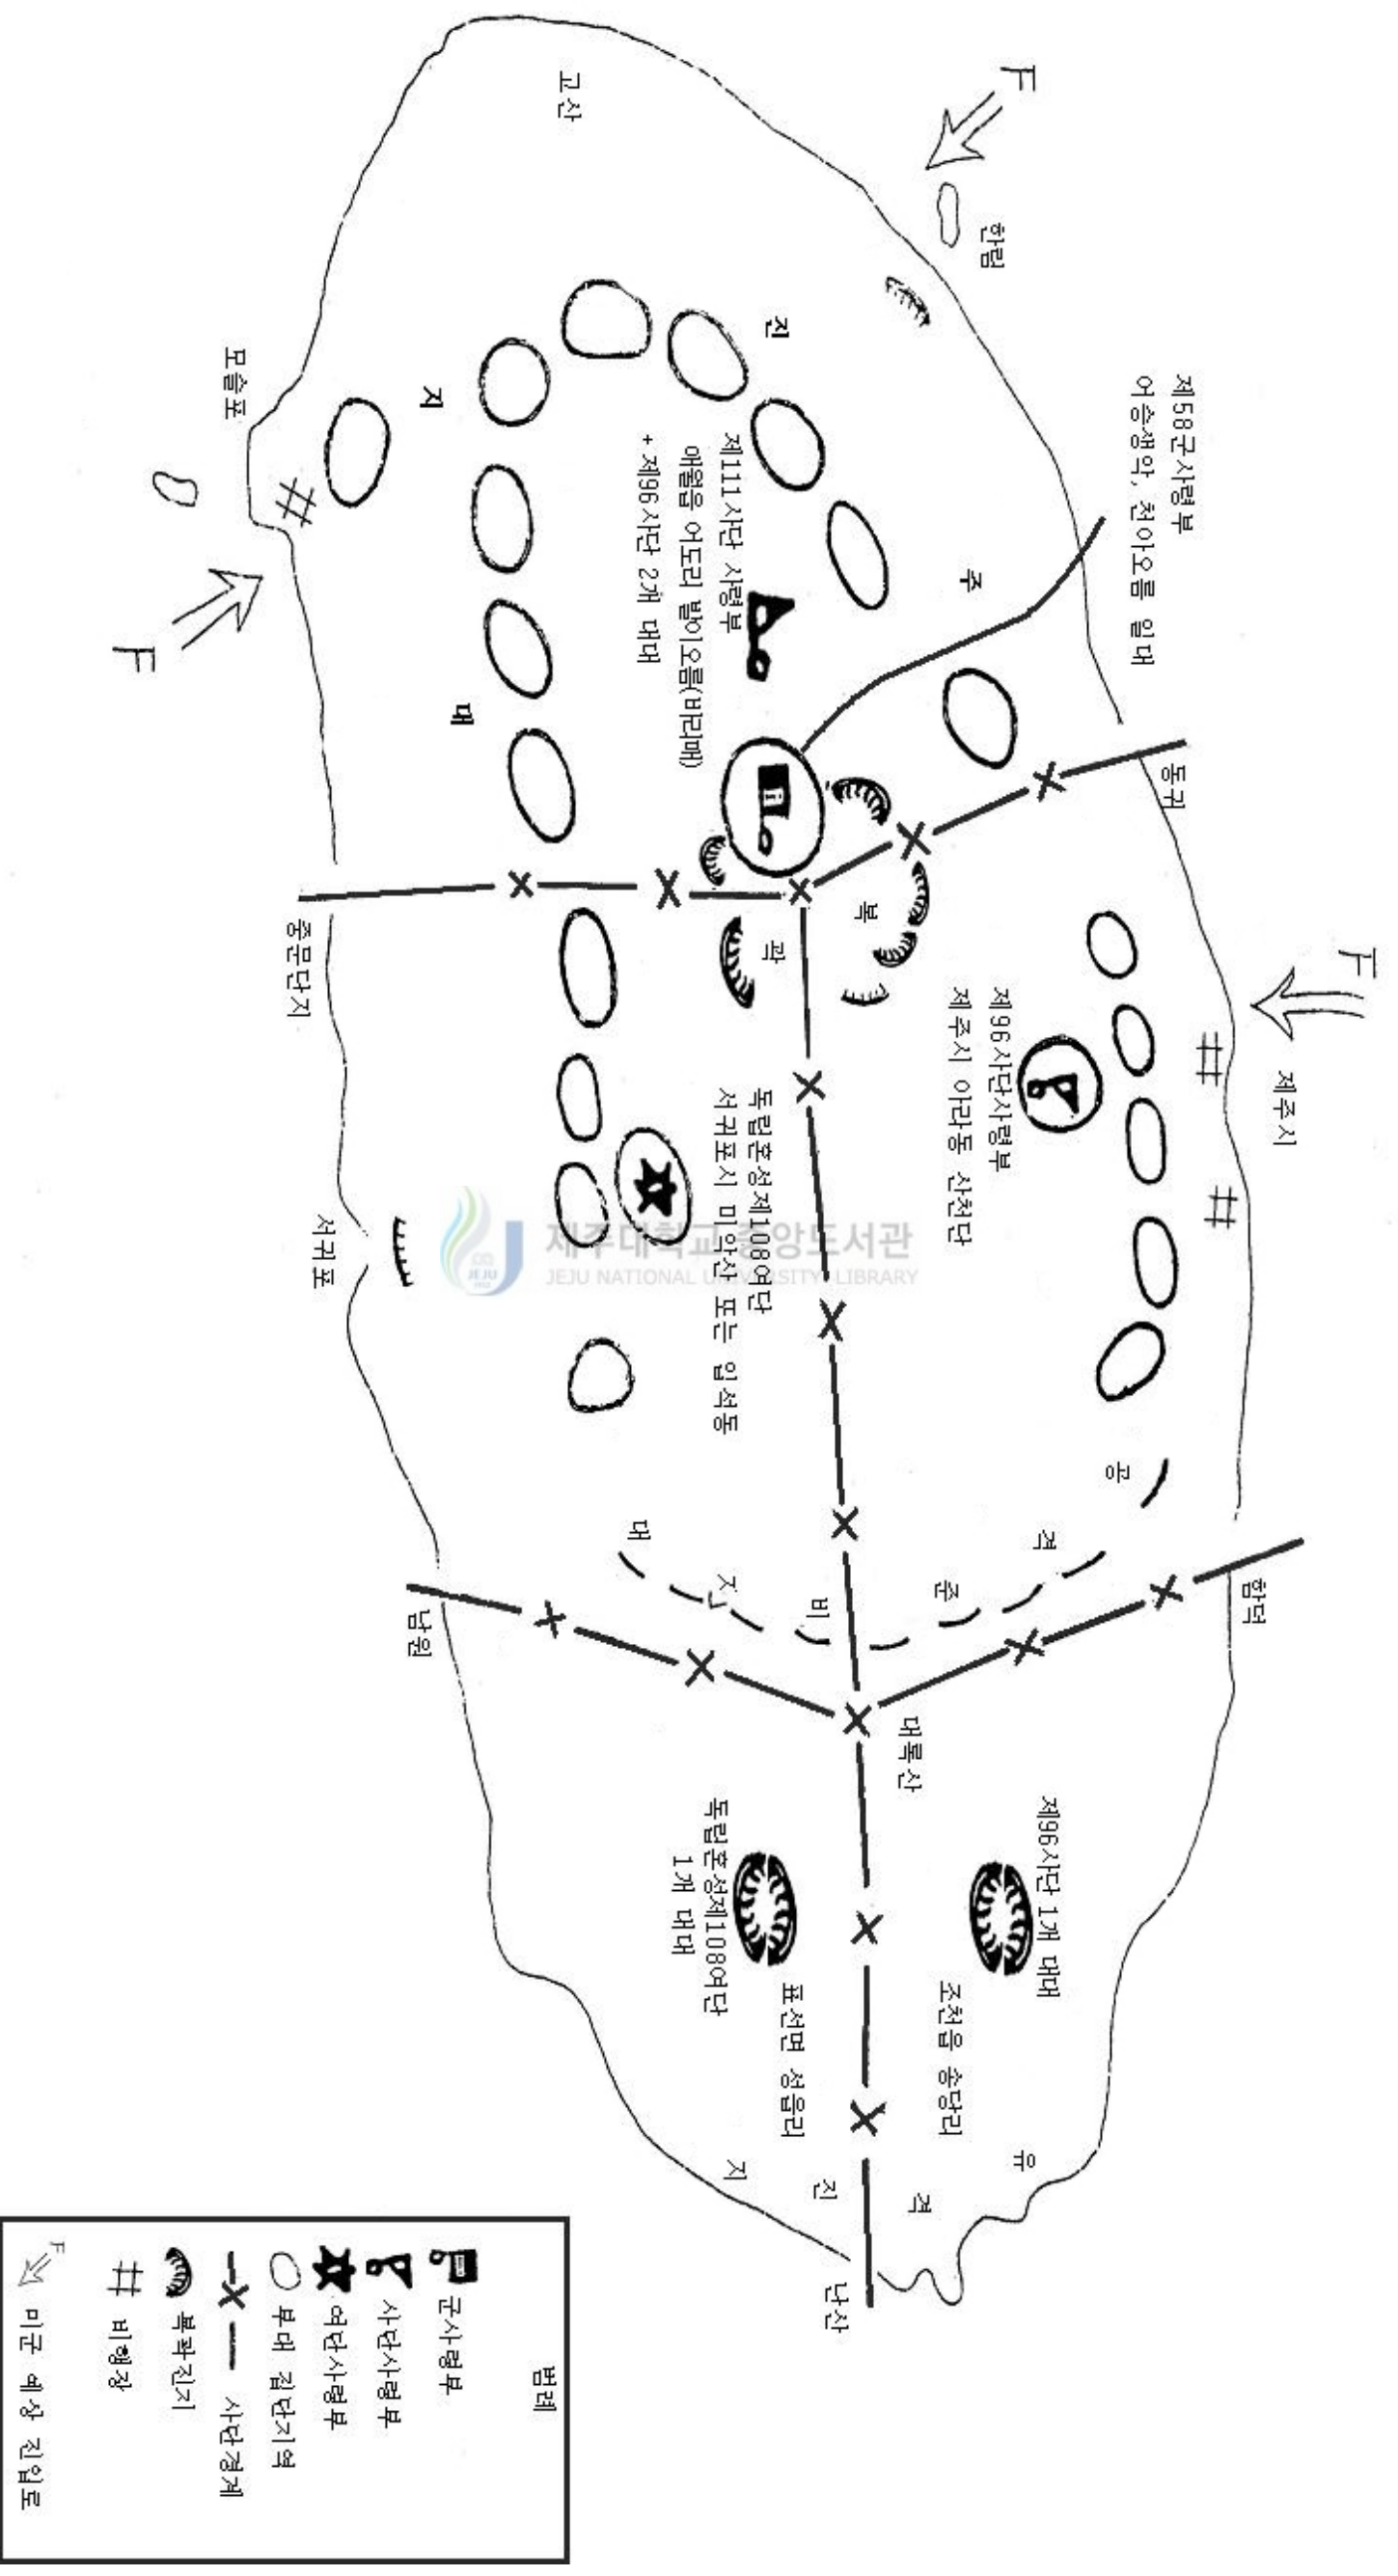 고산
F
한림
진
지
모슬포
F
대
주
제58군사령부
어승생악, 천아오름 일대
제111사단 사령부
애월읍 어도리 발이오름(바리메)
+ 제96사단 2개 대대
동귀
복
곽
중문단지
F
제주시
제96사단사령부
제주시 아라동 산천단
독립혼성제108여단
서귀포시 미악산 또는 입석동
서귀포
재주대학교 중앙도서관
JEJU NATIONAL UNIVERSITY LIBRARY
JEJU
공
격
준
비
지
대
함덕
남원
대록산
제96사단 1개 대대
조천읍 송당리
독립혼성제108여단
1개 대대
표선면 성읍리
유
격
진
지
난산
범례
군사령부
사단사령부
여단사령부
부대 집단지역
사단경계
복곽진지
비행장
F
미군 예상 진입로